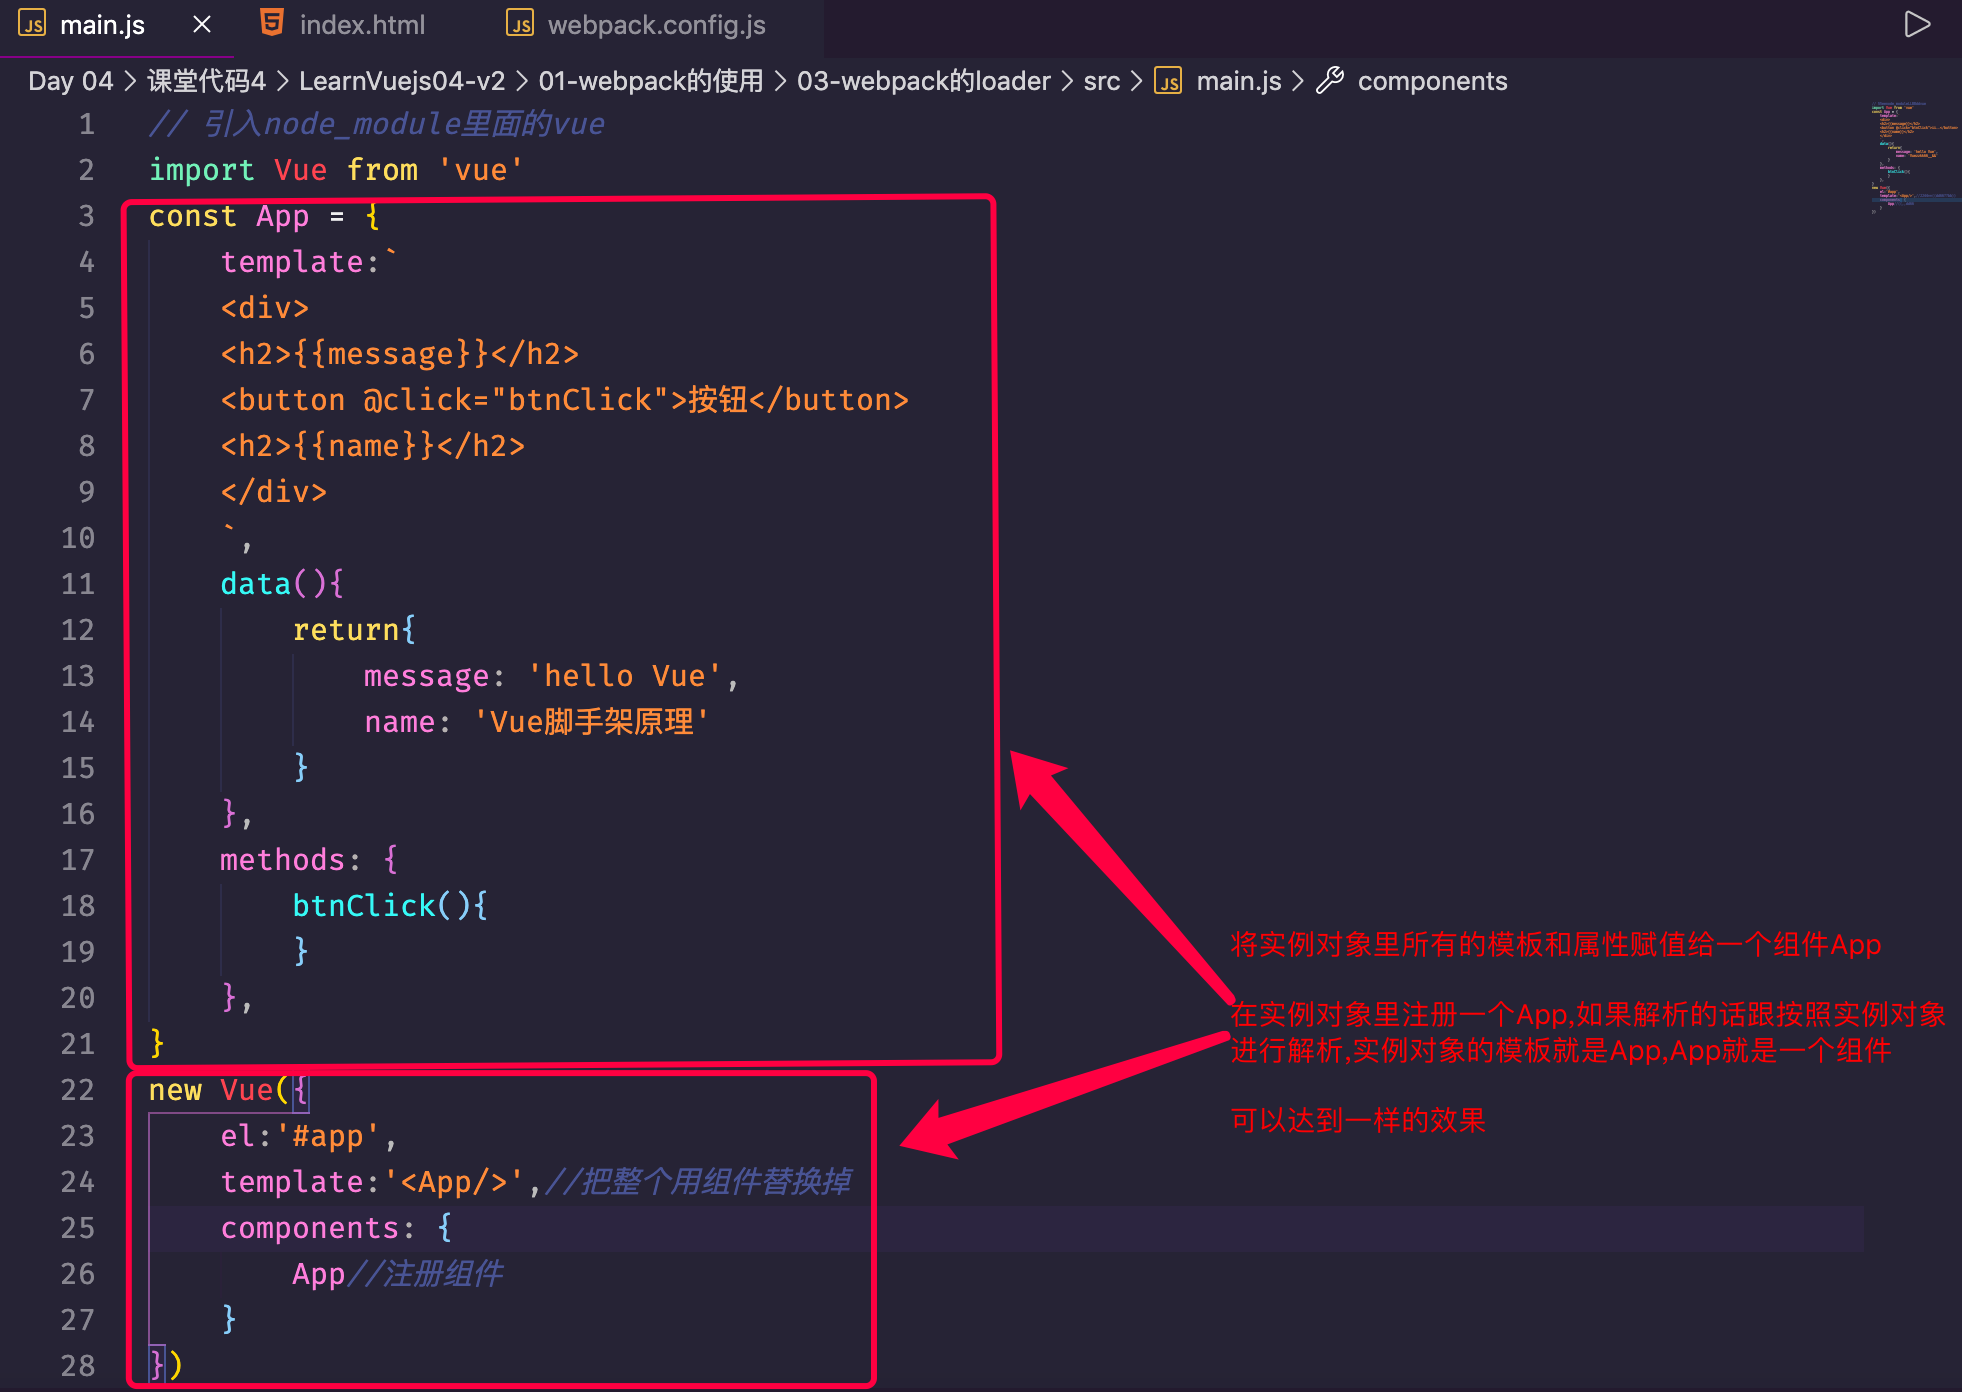 JS main.js × index.html JS webpack.config.js
Day 04 > 课堂代码4 > LearnVuejs04-v2 > 01-webpack的使用 > 03-webpack的loader > src > JS main.js > components
1 // 引入node_module里面的vue
2 import Vue from 'vue'
3 const App = {
4 template:`
5 <div>
6 <h2>{{message}}</h2>
7 <button @click="btnClick">按钮</button>
8 <h2>{{name}}</h2>
9 </div>
10 `,
11 data(){
12 return{
13 message: 'hello Vue',
14 name: 'Vue脚手架原理'
15 }
16 },
17 methods: {
18 btnClick(){
19 }
20 },
21 }
22 new Vue({
23 el:'#app',
24 template:'<App/>',//把整个用组件替换掉
25 components: {
26 App//注册组件
27 }
28 })
将实例对象里所有的模板和属性赋值给一个组件App
在实例对象里注册一个App,如果解析的话跟按照实例对象
进行解析,实例对象的模板就是App,App就是一个组件
可以达到一样的效果